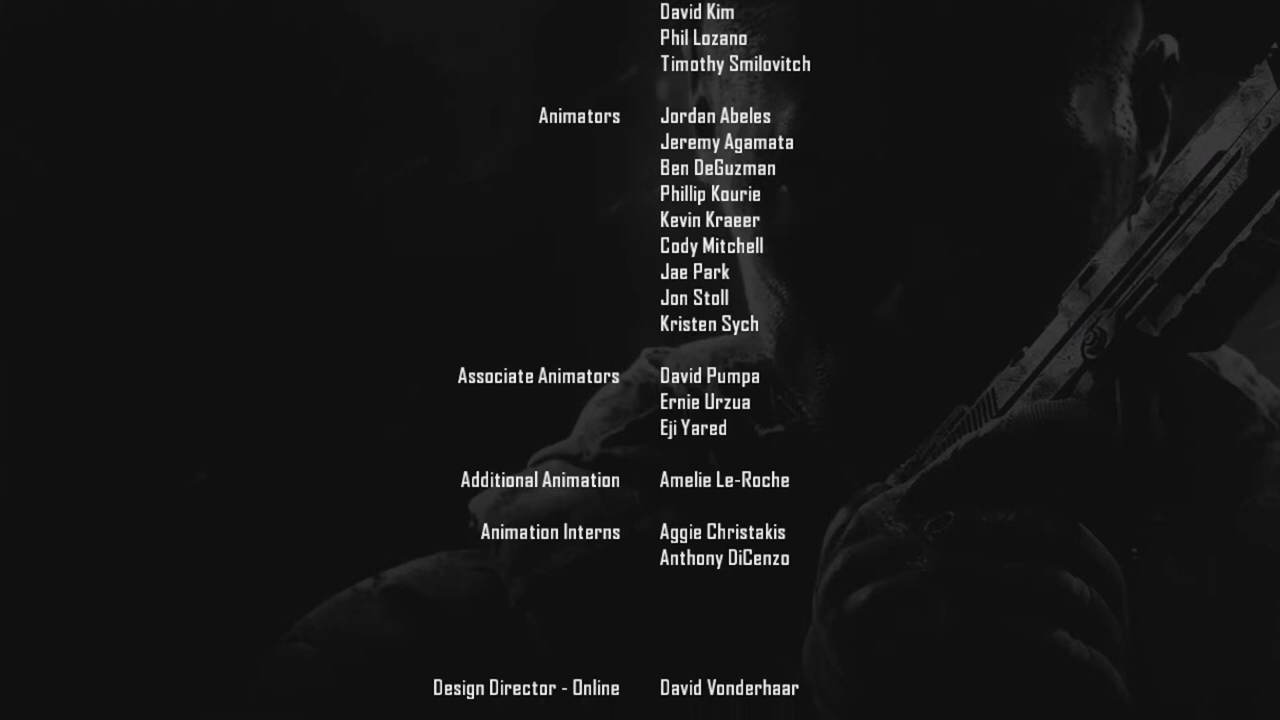 David Kim
Phil Lozano
Timothy Smilovitch
Animators Jordan Abeles
Jeremy Agamata
Ben DeGuzman
Phillip Kourie
Kevin Kraeer
Cody Mitchell
Jae Park
Jon Stoll
Kristen Sych
Associate Animators David Pumpa
Ernie Urzua
Eji Yared
Additional Animation Amelie Le-Roche
Animation Interns Aggie Christakis
Anthony DiCenzo
Design Director - Online David Vonderhaar